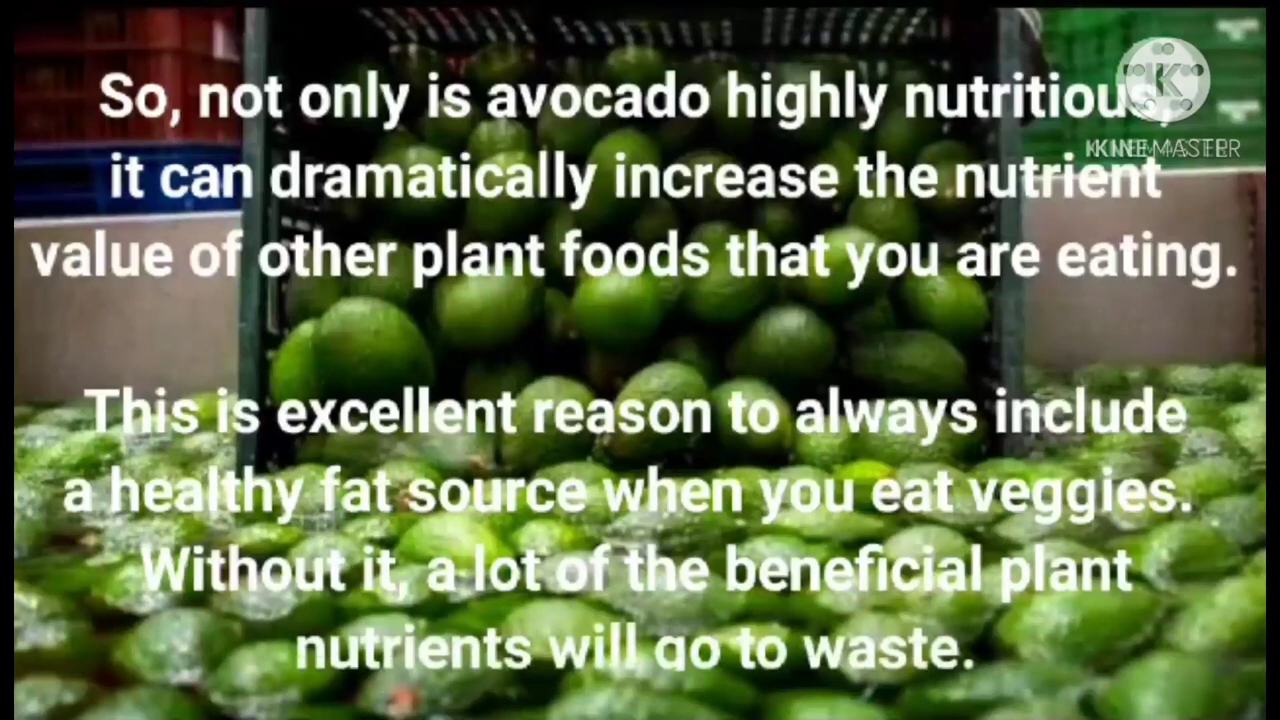 So, not only is avocado highly nutritious,
it can dramatically increase the nutrient
value of other plant foods that you are eating.
This is excellent reason to always include
a healthy fat source when you eat veggies.
Without it, a lot of the beneficial plant
nutrients will go to waste.
K
KINEMASTER